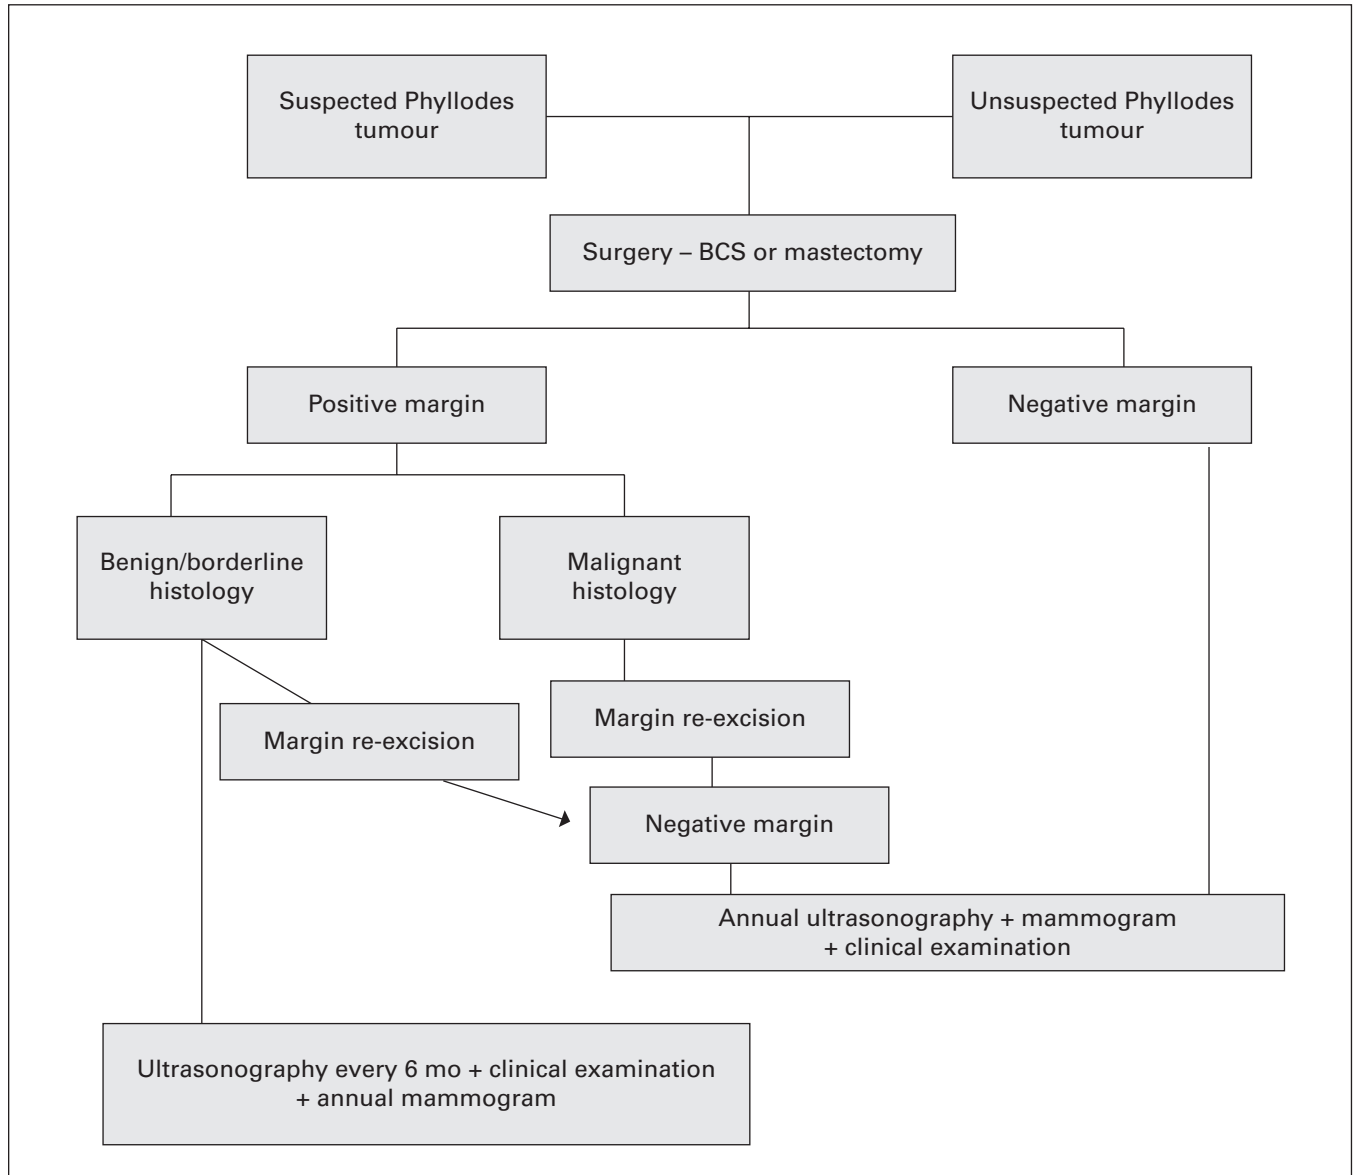 Suspected Phyllodes
tumour
Unsuspected Phyllodes
tumour
Surgery – BCS or mastectomy
Positive margin
Negative margin
Benign/borderline
histology
Malignant
histology
Margin re-excision
Margin re-excision
Negative margin
Annual ultrasonography + mammogram
+ clinical examination
Ultrasonography every 6 mo + clinical examination
+ annual mammogram